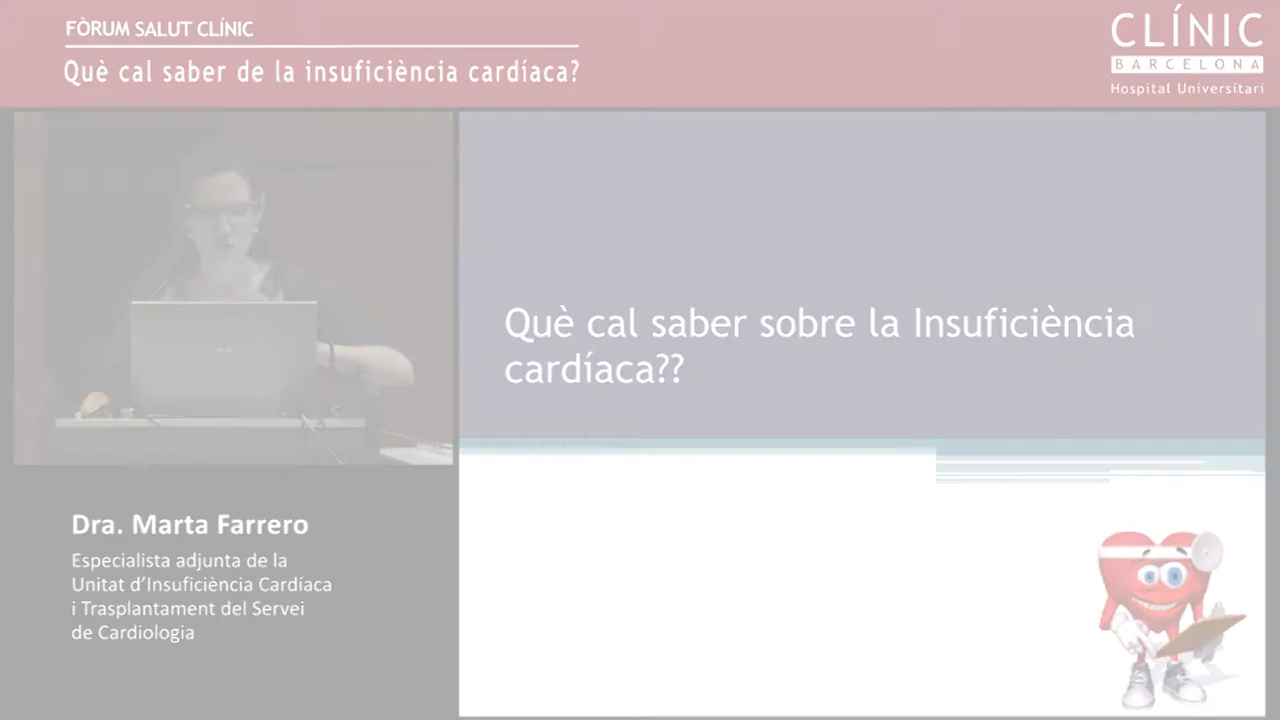 FÒRUM SALUT CLÍNIC
Què cal saber de la insuficiència cardíaca?
CLÍNIC
BARCELONA
Hospital Universitari
Què cal saber sobre la Insuficiència
cardíaca??
Dra. Marta Farrero
Especialista adjunta de la
Unitat d’Insuficiència Cardíaca
i Trasplantament del Servei
de Cardiologia